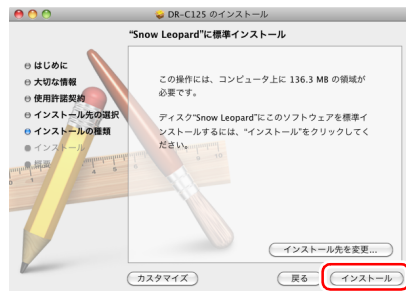 DR-C125 のインストール
"Snow Leopard"に標準インストール
はじめに
大切な情報
使用許諾契約
インストール先の選択
インストールの種類
インストール
概要
この操作には、コンピュータ上に 136.3 MB の領域が
必要です。
ディスク"Snow Leopard"にこのソフトウェアを標準イ
ンストールするには、"インストール"をクリックしてく
ださい。
インストール先を変更...
カスタマイズ
戻る
インストール